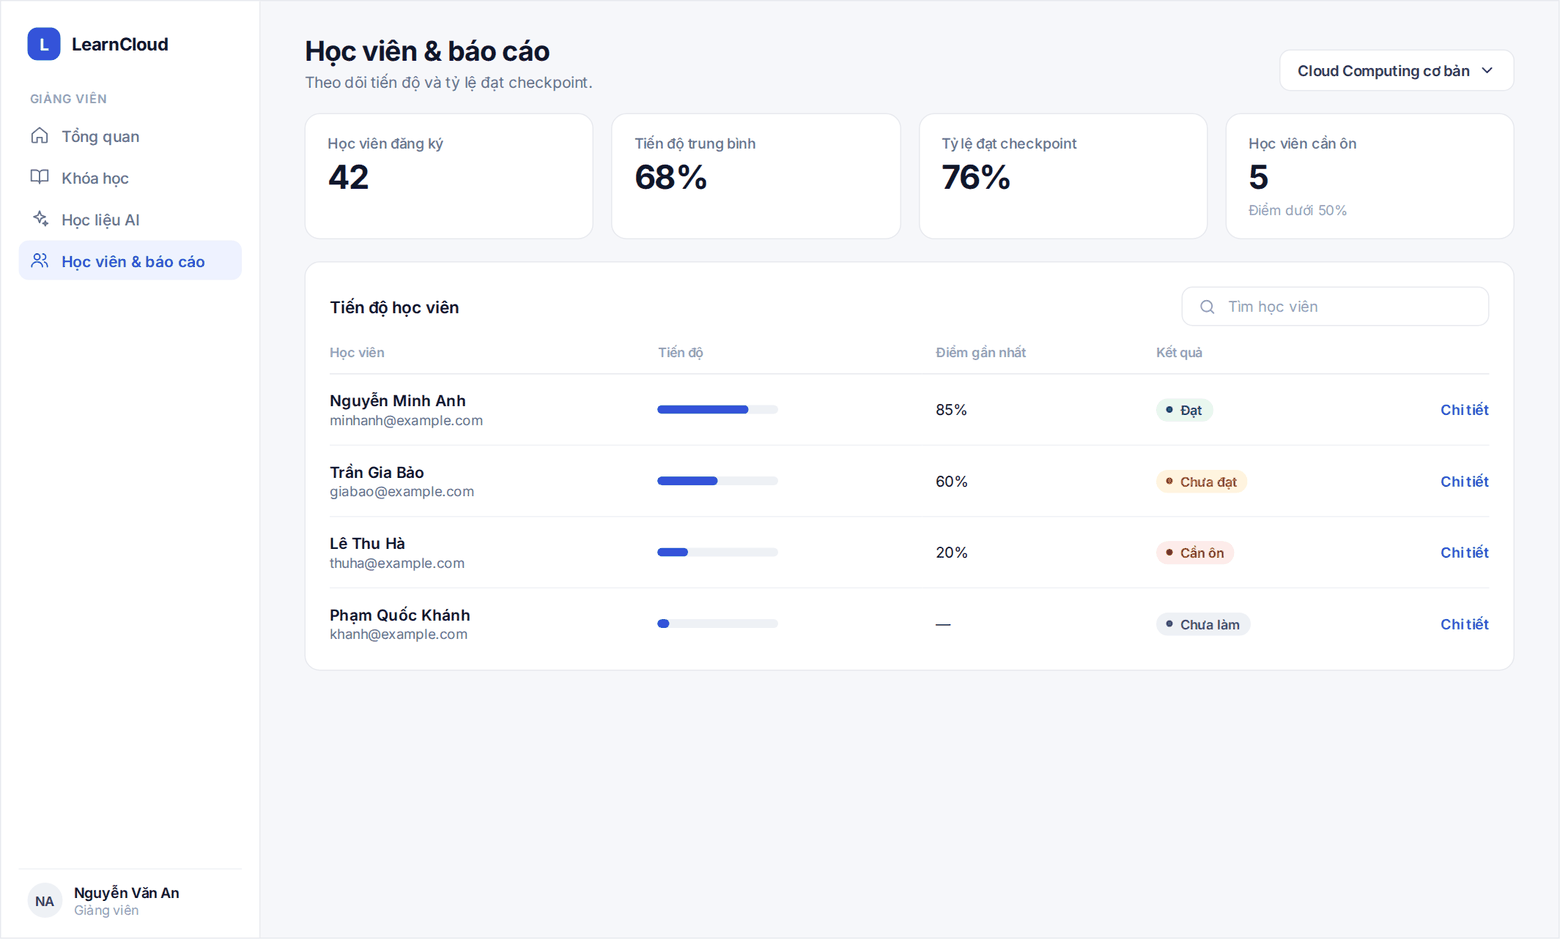 L LearnCloud
GIẢNG VIÊN
Tổng quan
Khóa học
Học liệu AI
Học viên & báo cáo
NA
Nguyễn Văn An
Giảng viên
Học viên & báo cáo
Theo dõi tiến độ và tỷ lệ đạt checkpoint.
Cloud Computing cơ bản
Học viên đăng ký
42
Tiến độ trung bình
68%
Tỷ lệ đạt checkpoint
76%
Học viên cần ôn
5
Điểm dưới 50%
Tiến độ học viên
Tìm học viên
Học viên Tiến độ Điểm gần nhất Kết quả
Nguyễn Minh Anh
minhanh@example.com
85% Đạt Chi tiết
Trần Gia Bảo
giabao@example.com
60% Chưa đạt Chi tiết
Lê Thu Hà
thuha@example.com
20% Cần ôn Chi tiết
Phạm Quốc Khánh
khanh@example.com
— Chưa làm Chi tiết